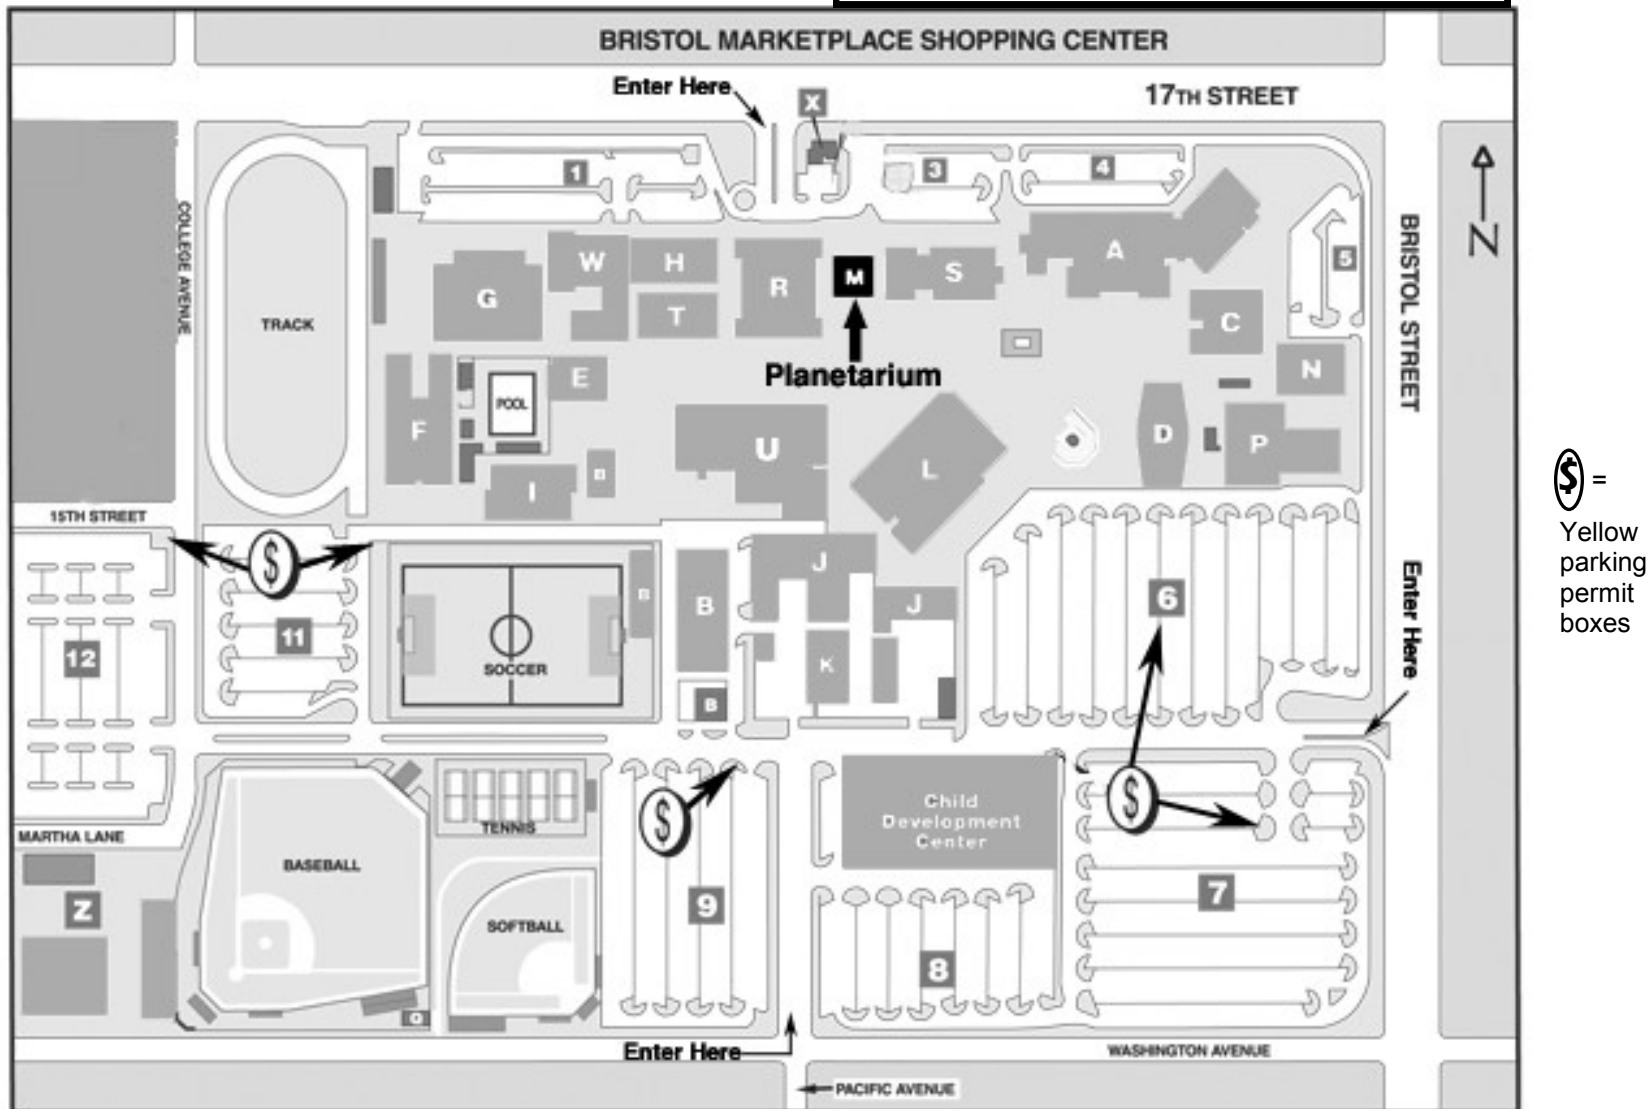 BRISTOL MARKETPLACE SHOPPING CENTER
Enter Here
17TH STREET
X
1
3
4
5
N
COLLEGE AVENUE
BRISTOL STREET
TRACK
G
W
H
T
R
M
S
A
C
N
Planetarium
F
POOL
E
I
B
U
L
D
P
$ =
Yellow
parking
permit
boxes
15TH STREET
$
12
11
SOCCER
B
B
B
J
J
K
6
Enter Here
$
$
Child
Development
Center
MARTHA LANE
Z
BASEBALL
TENNIS
SOFTBALL
9
8
7
Enter Here
WASHINGTON AVENUE
PACIFIC AVENUE